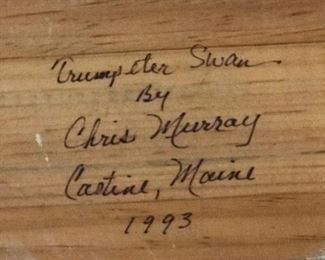 Trumpeter Swan
By
Chris Murray
Castine, Maine
1993